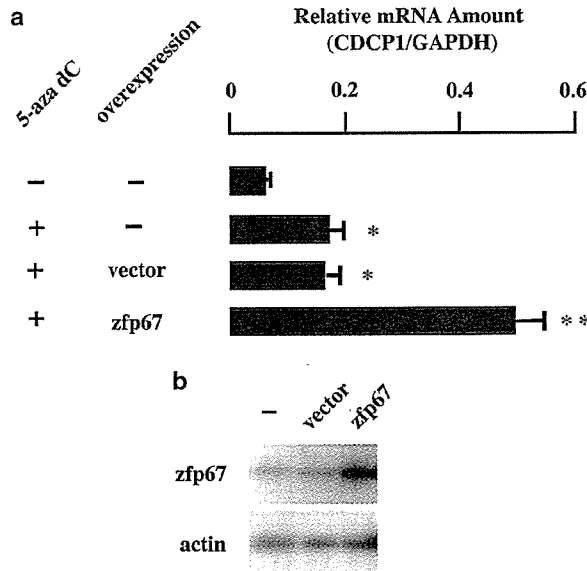 a
Relative mRNA Amount
(CDCP1/GAPDH)
5-aza dC
overexpression
0 0.2 0.4 0.6
– –
+ – *
+ vector *
+ zfp67 **
b
– vector zfp67
zfp67
actin